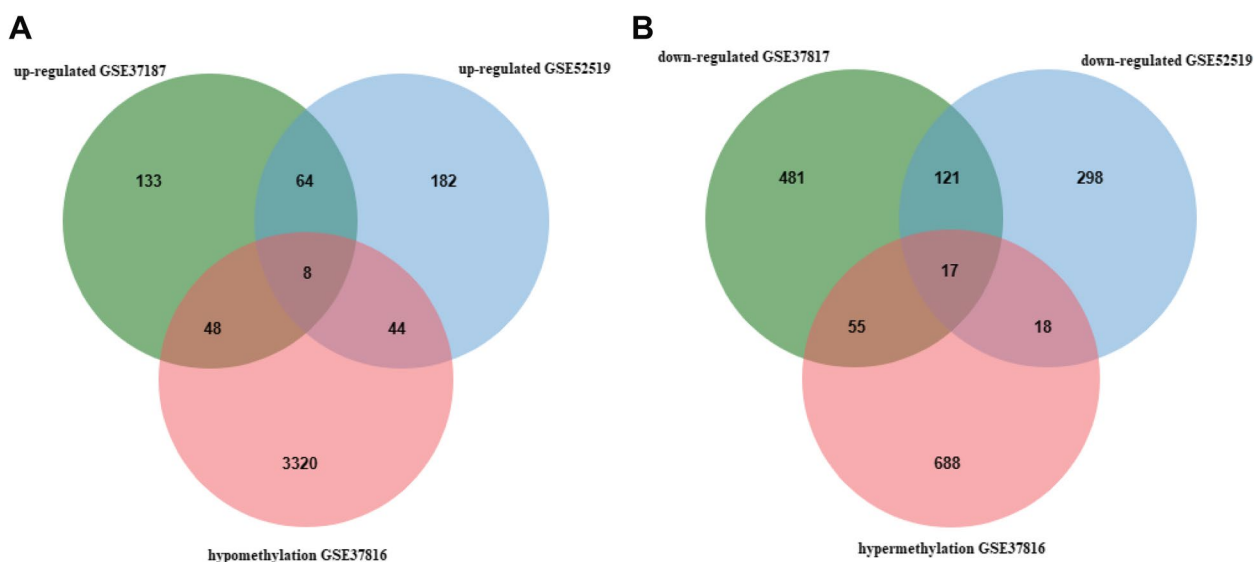 A
up-regulated GSE37187
up-regulated GSE52519
133
64
182
8
48
44
3320
hypomethylation GSE37816
B
down-regulated GSE37817
down-regulated GSE52519
481
121
298
17
55
18
688
hypermethylation GSE37816